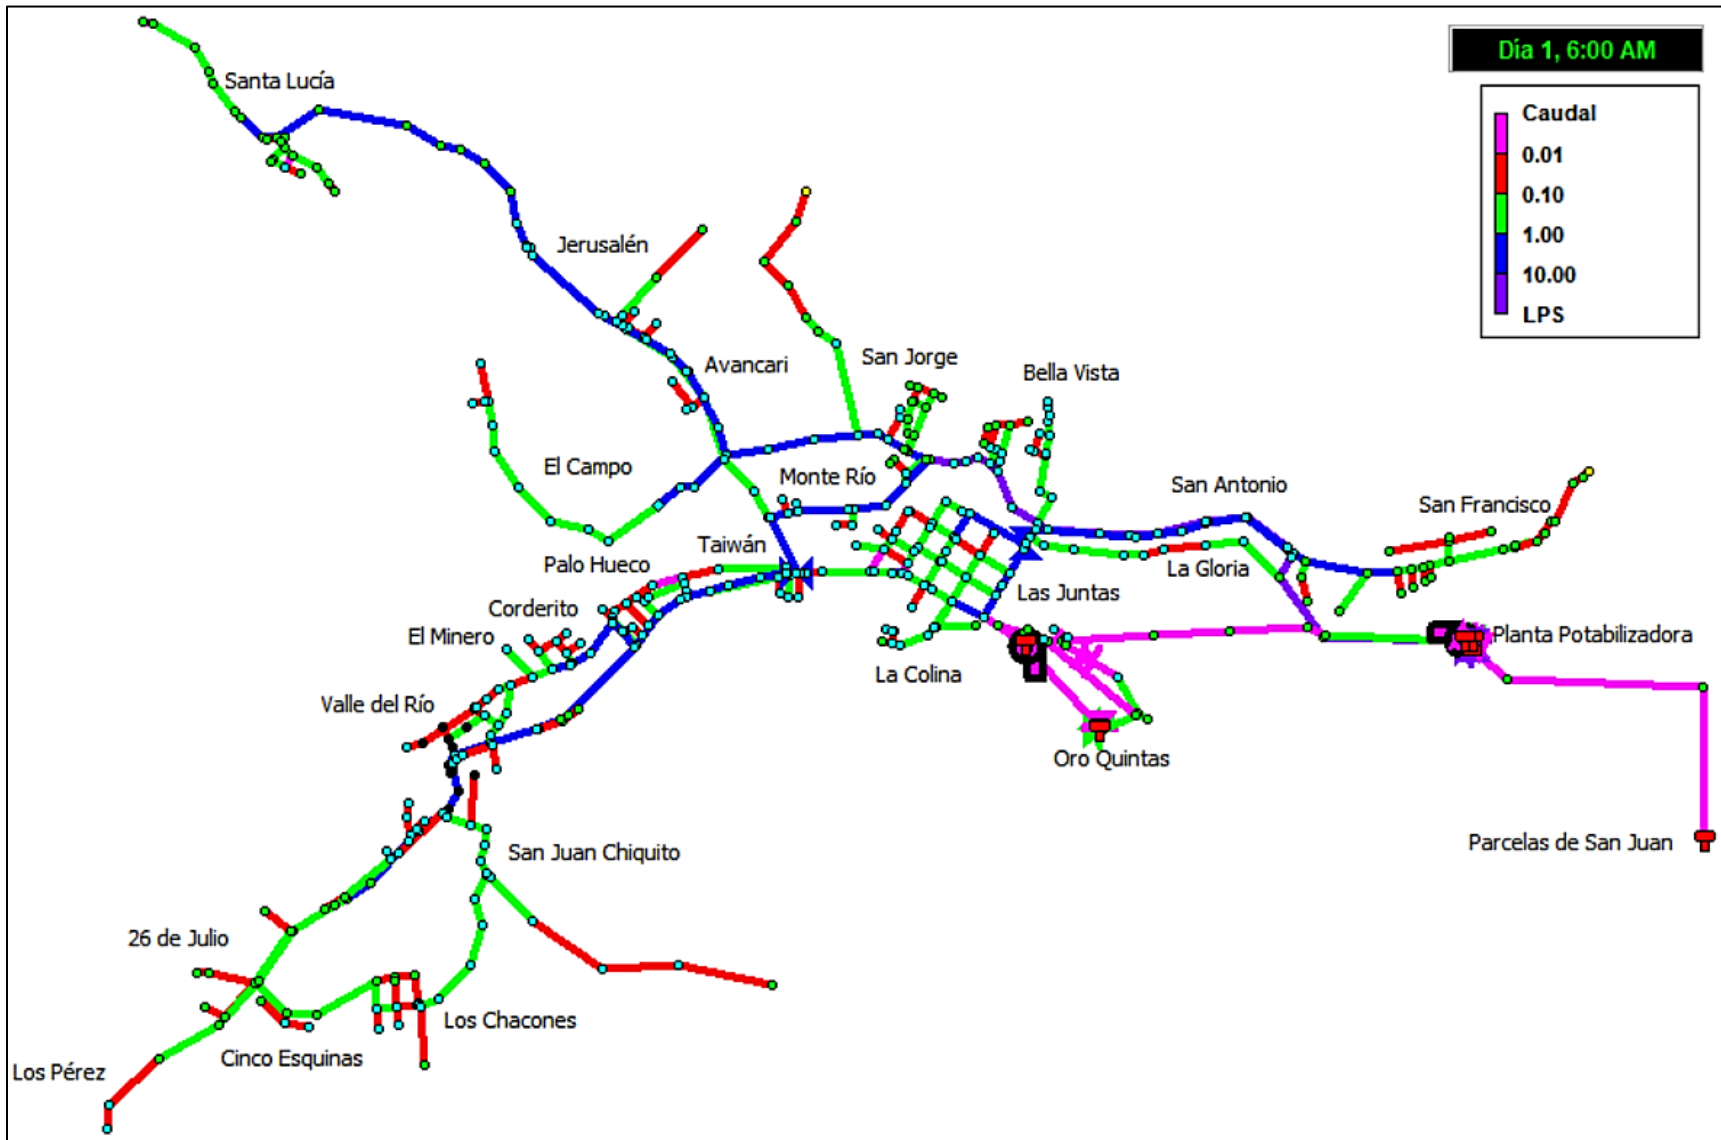 Día 1, 6:00 AM
Caudal
0.01
0.10
1.00
10.00
LPS
Santa Lucía
Jerusalén
Avancari
San Jorge
Bella Vista
El Campo
Monte Río
San Antonio
San Francisco
Taiwán
Palo Hueco
La Gloria
Corderito
Las Juntas
El Minero
Planta Potabilizadora
La Colina
Valle del Río
Oro Quintas
San Juan Chiquito
Parcelas de San Juan
26 de Julio
Los Chacones
Cinco Esquinas
Los Pérez